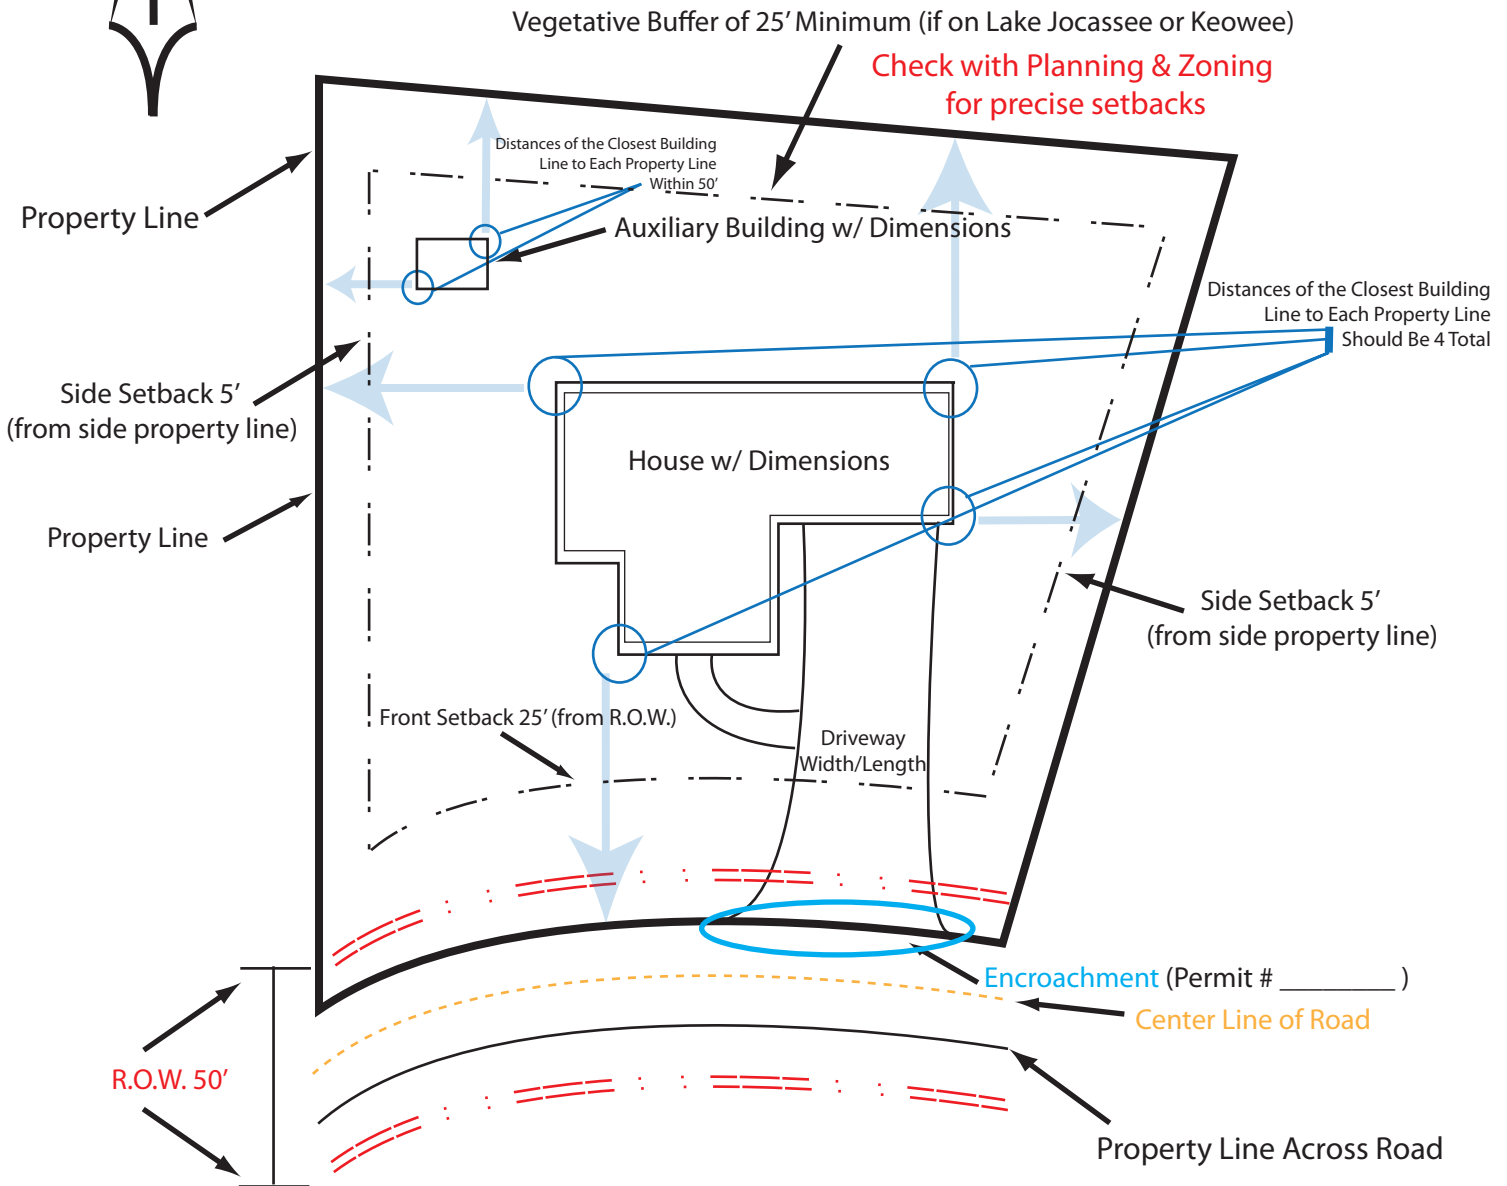 Vegetative Buffer of 25’ Minimum (if on Lake Jocassee or Keowee)
Check with Planning & Zoning
for precise setbacks
Distances of the Closest Building
Line to Each Property Line
Within 50’
Property Line
Auxiliary Building w/ Dimensions
Distances of the Closest Building
Line to Each Property Line
Should Be 4 Total
Side Setback 5’
(from side property line)
House w/ Dimensions
Property Line
Side Setback 5’
(from side property line)
Front Setback 25’ (from R.O.W.)
Driveway
Width/Length
Encroachment (Permit # ________ )
Center Line of Road
R.O.W. 50’
Property Line Across Road